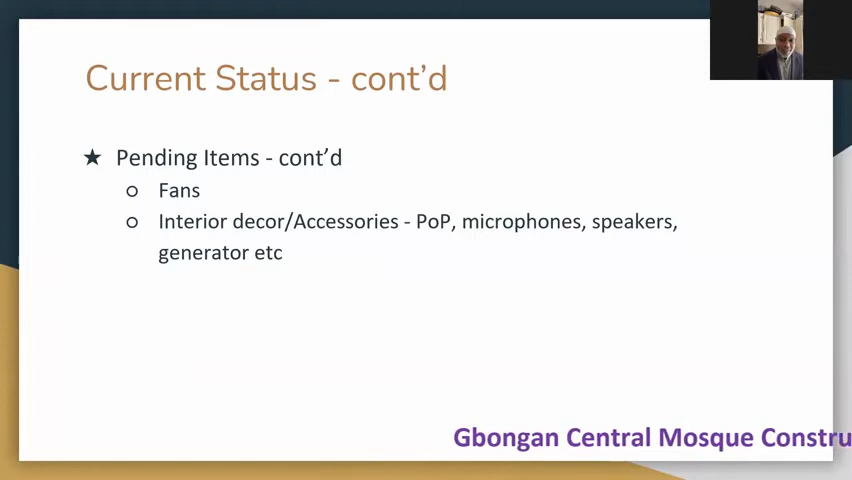 Current Status - cont’d
★ Pending Items - cont’d
○ Fans
○ Interior decor/Accessories - PoP, microphones, speakers,
generator etc
Gbongan Central Mosque Constru